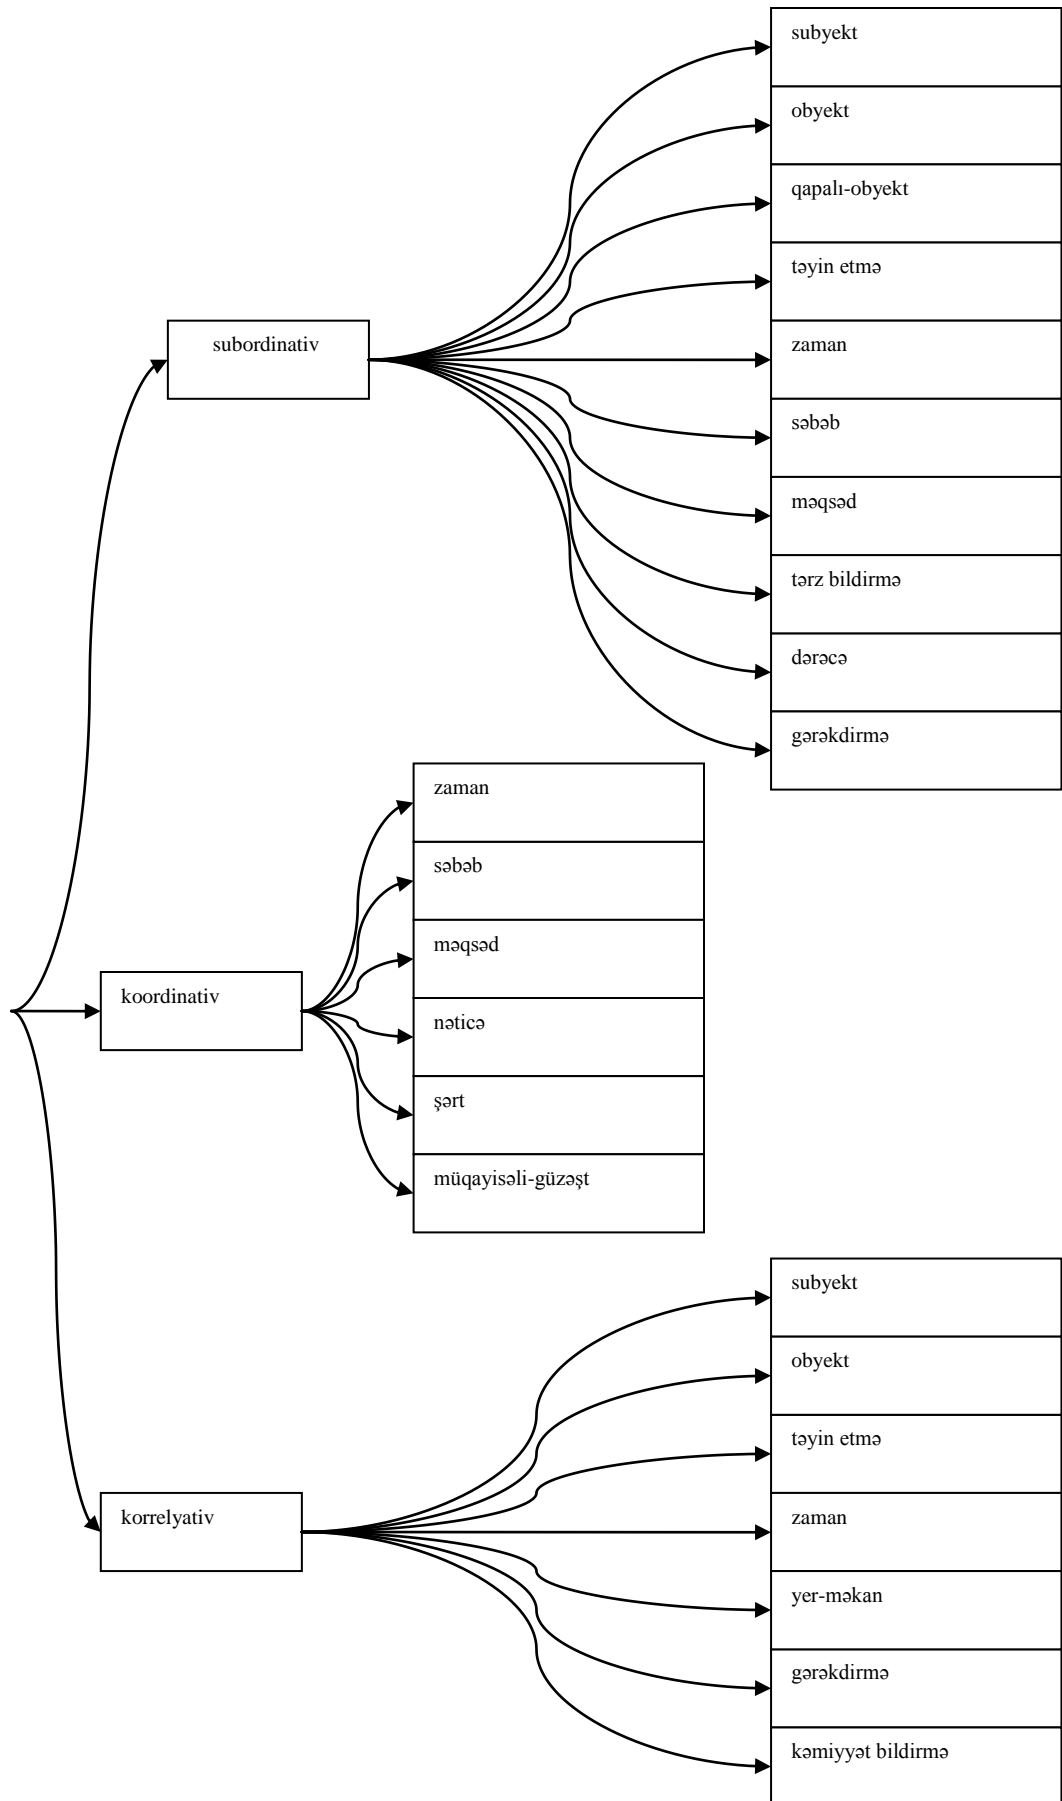 subyekt
obyekt
qapalı-obyekt
təyin etmə
subordinativ
zaman
səbəb
məqsəd
tərz bildirmə
dərəcə
gərəkdirmə
zaman
səbəb
məqsəd
koordinativ
nəticə
şərt
müqayisəli-güzəşt
subyekt
obyekt
təyin etmə
korrelyativ
zaman
yer-məkan
gərəkdirmə
kəmiyyət bildirmə